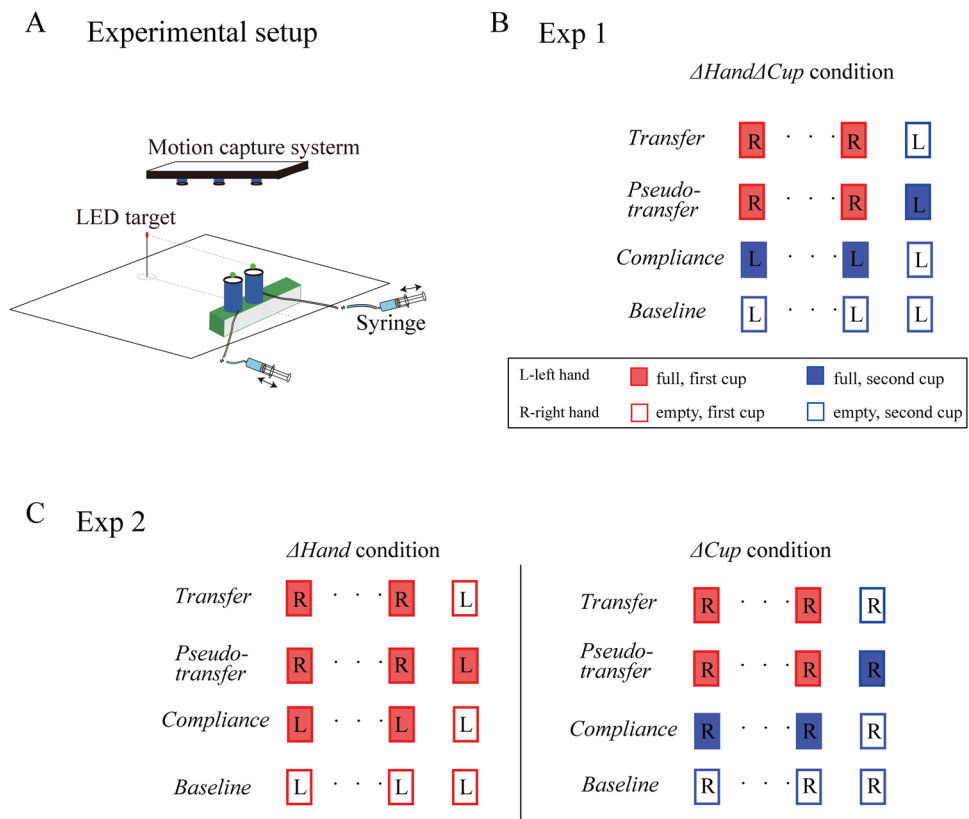 A
Experimental setup
Motion capture systerm
LED target
Syringe
B
Exp 1
ΔHandΔCup condition
Transfer
R · · · R L
Pseudo-
transfer
R · · · R L
Compliance
L · · · L L
Baseline
L · · · L L
L-left hand full, first cup full, second cup
R-right hand empty, first cup empty, second cup
C
Exp 2
ΔHand condition
Transfer
R · · · R L
Pseudo-
transfer
R · · · R L
Compliance
L · · · L L
Baseline
L · · · L L
ΔCup condition
Transfer
R · · · R R
Pseudo-
transfer
R · · · R R
Compliance
R · · · R R
Baseline
R · · · R R